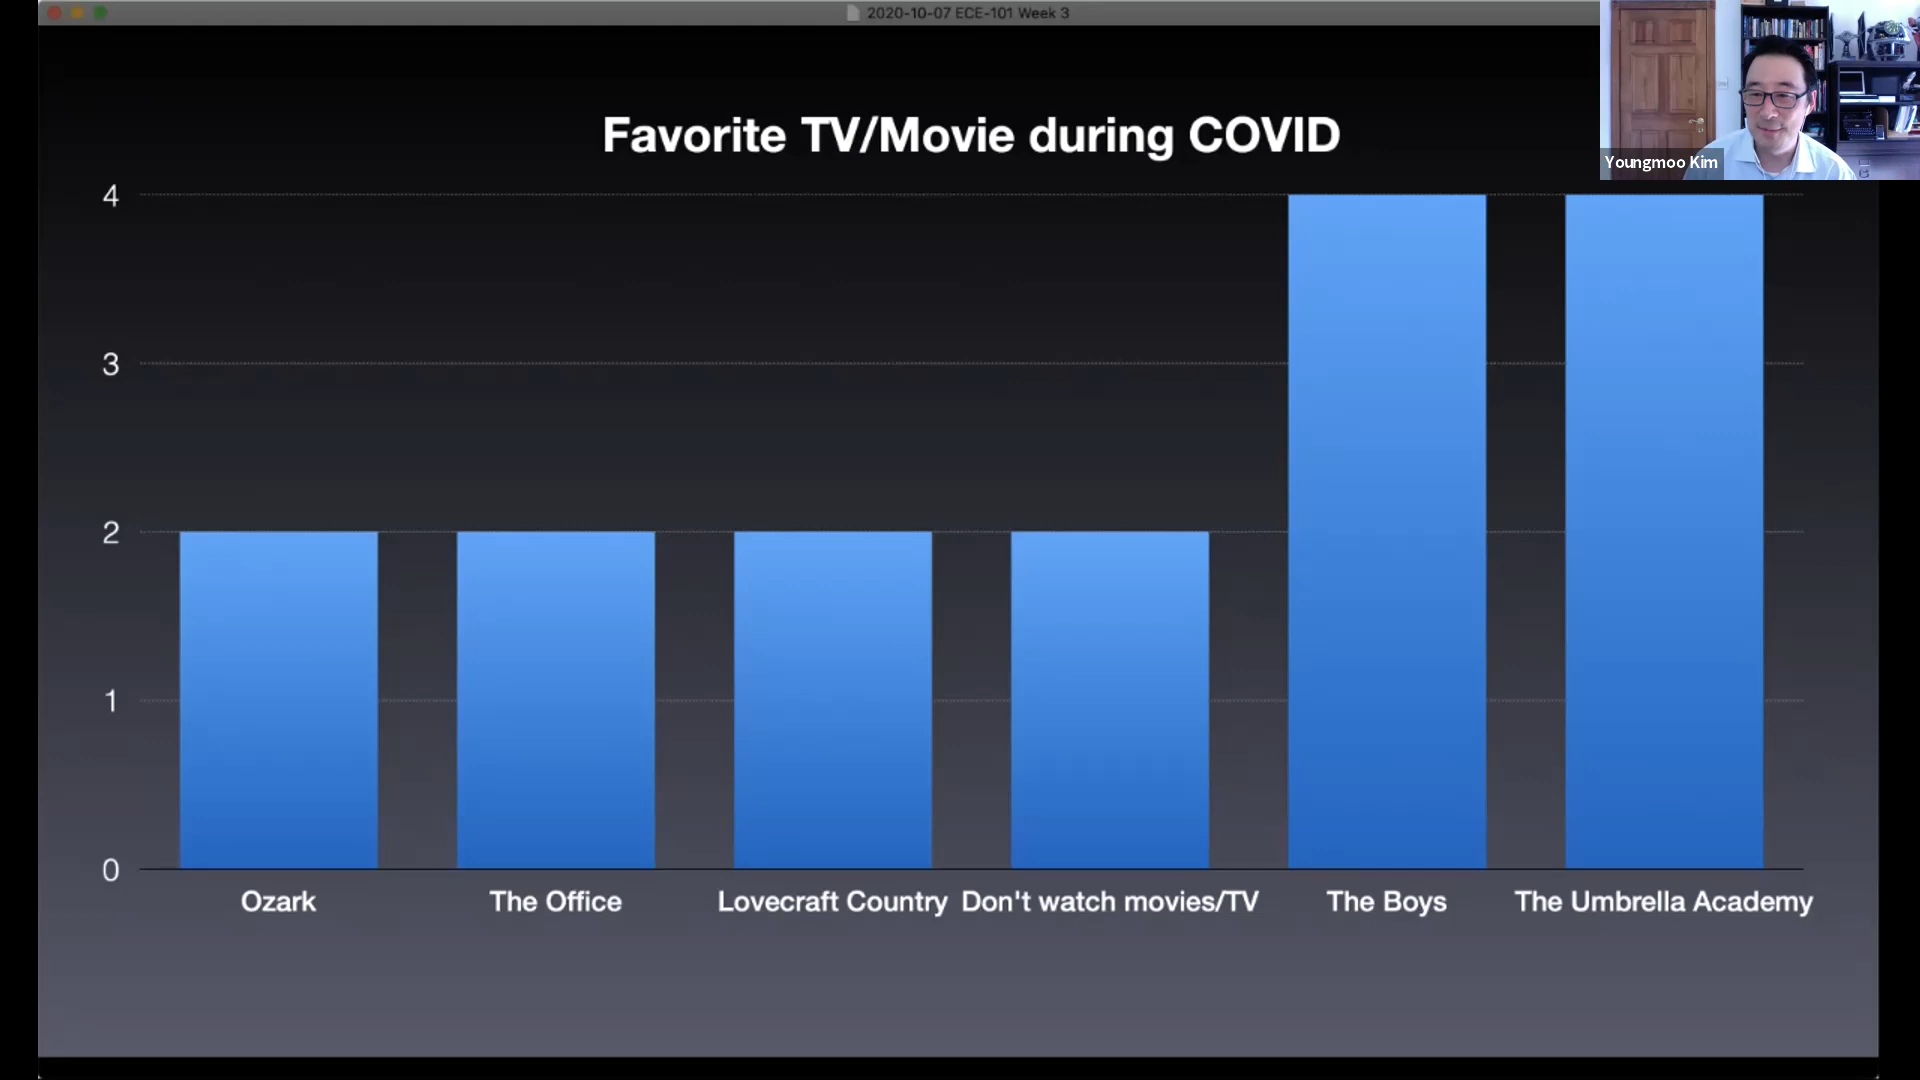 2020-10-07 ECE-101 Week 3
Favorite TV/Movie during COVID
Youngmoo Kim
4
3
2
1
0
Ozark
The Office
Lovecraft Country
Don't watch movies/TV
The Boys
The Umbrella Academy